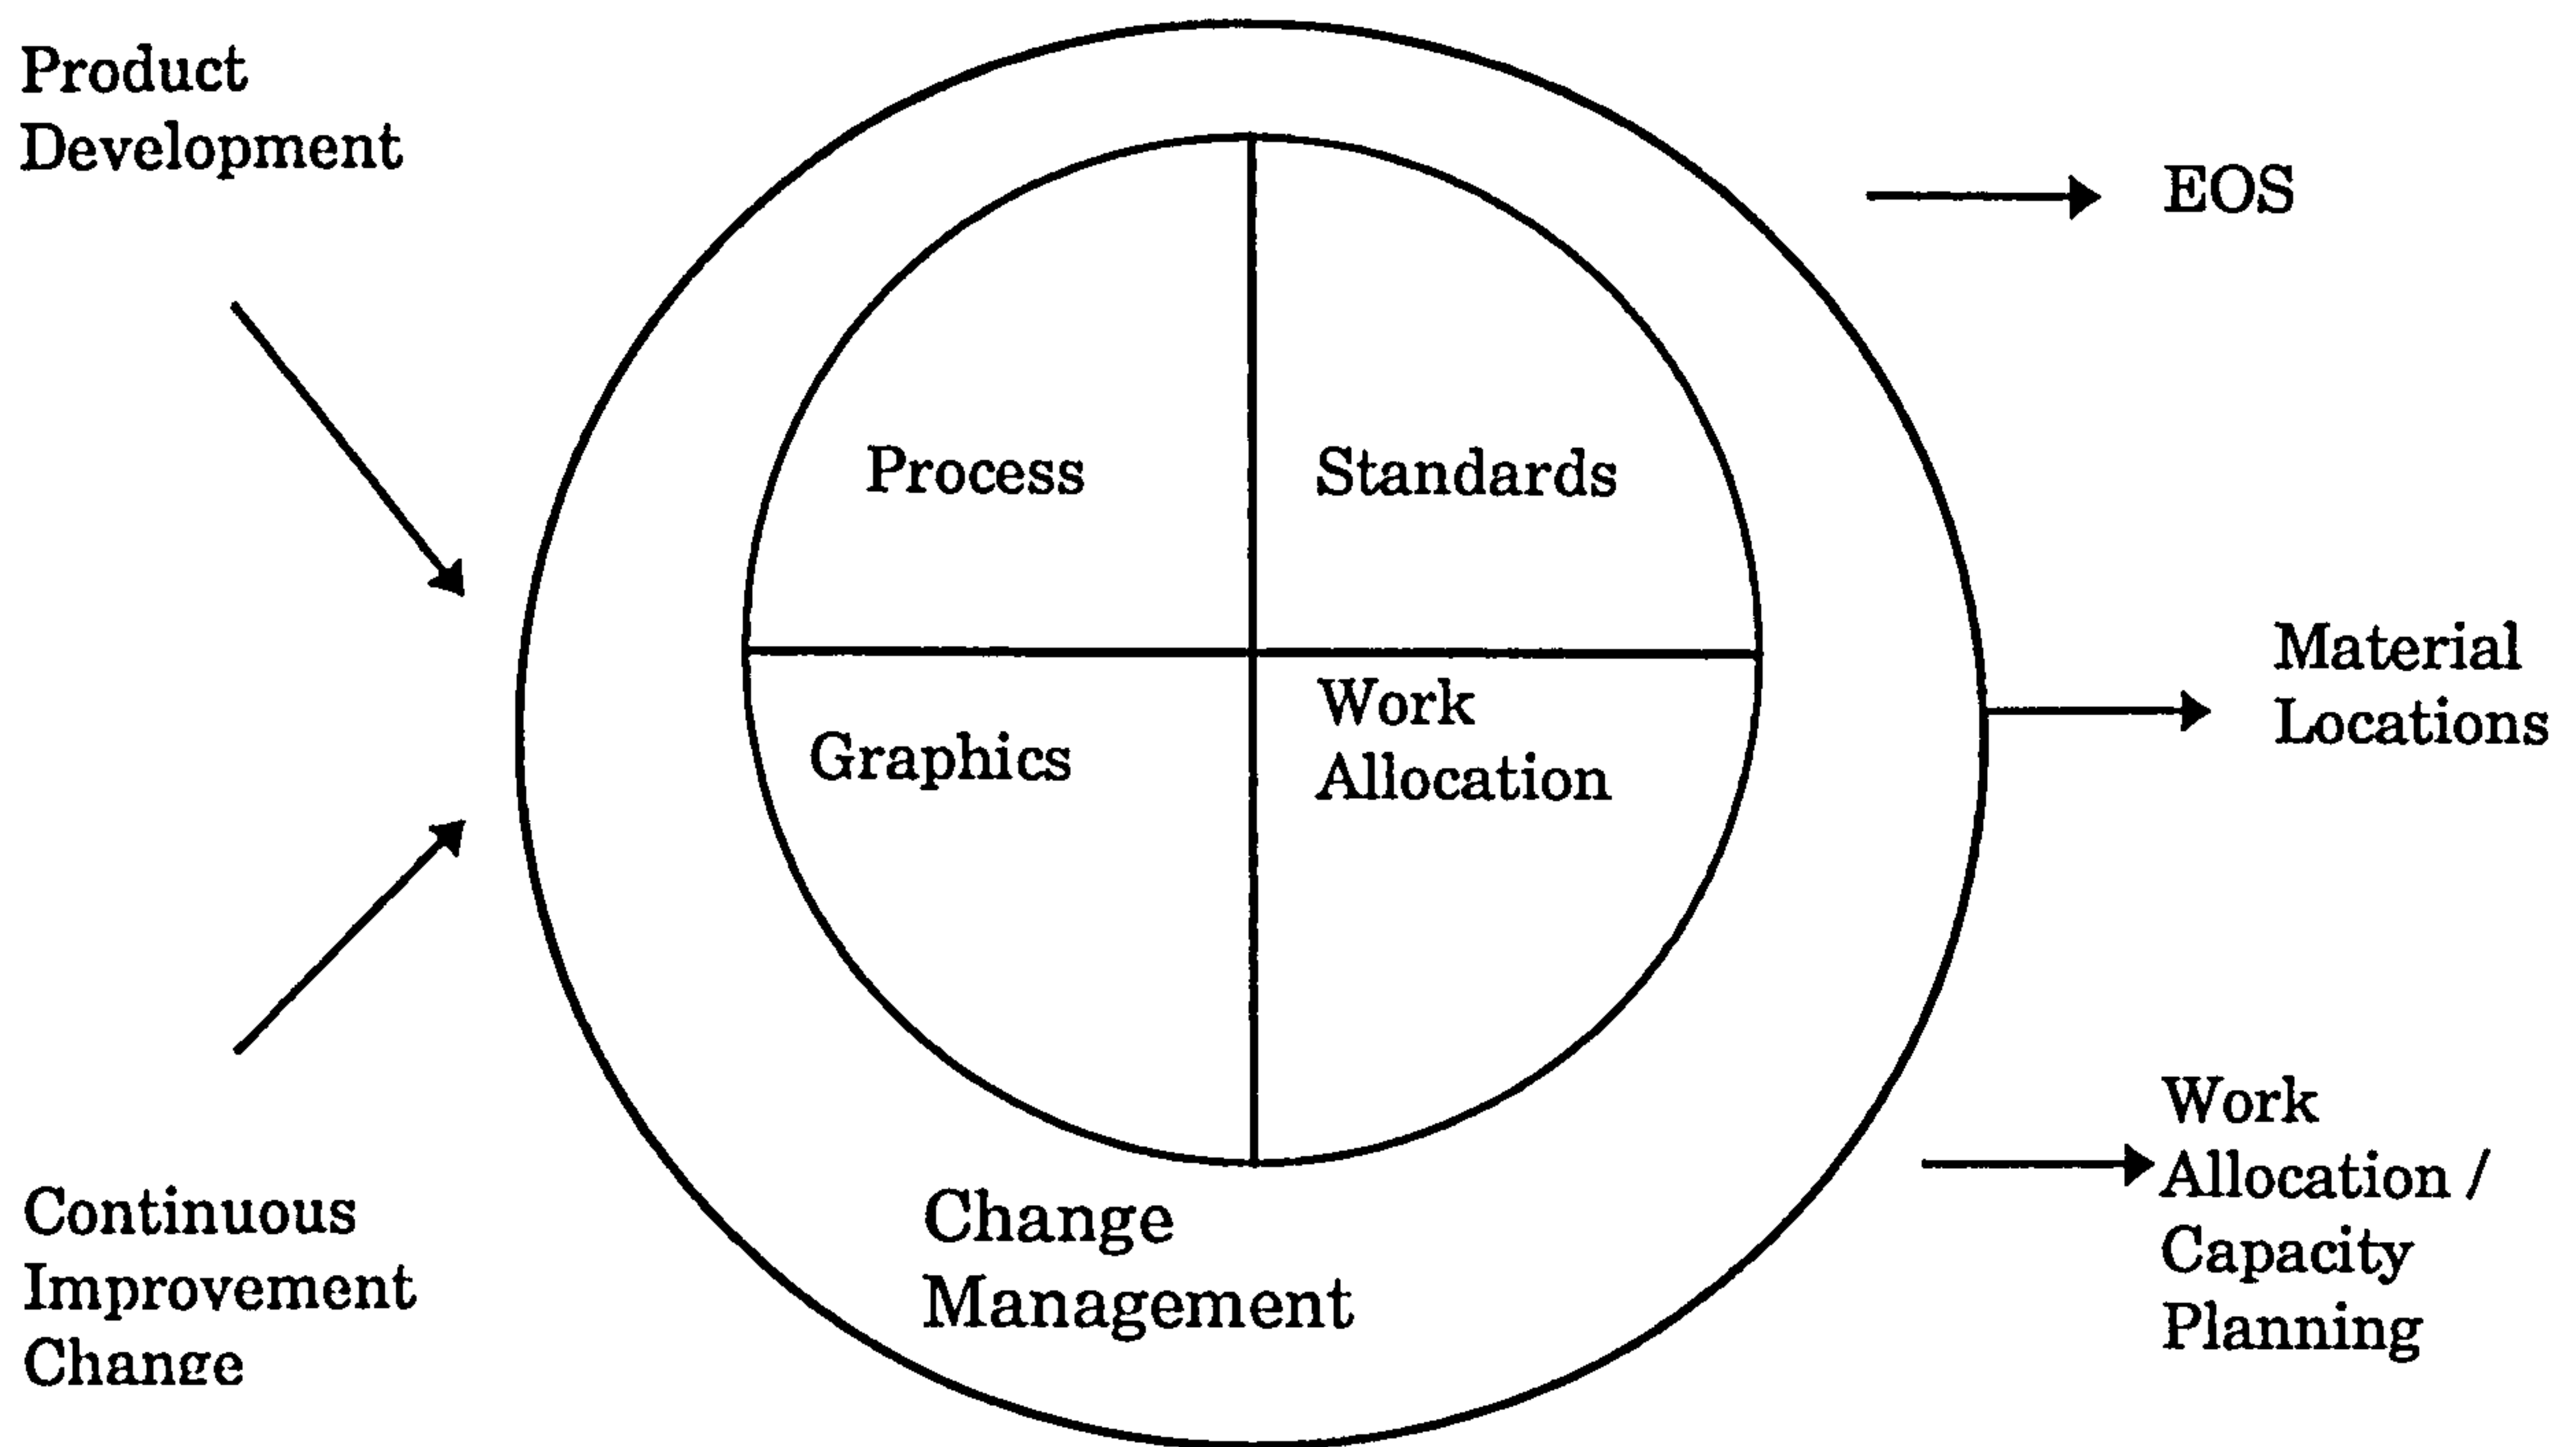 Product
Development
EOS
Process
Standards
Material
Locations
Work
Allocation
Graphics
Work
Allocation /
Capacity
Planning
Continuous
Improvement
Change
Change
Management